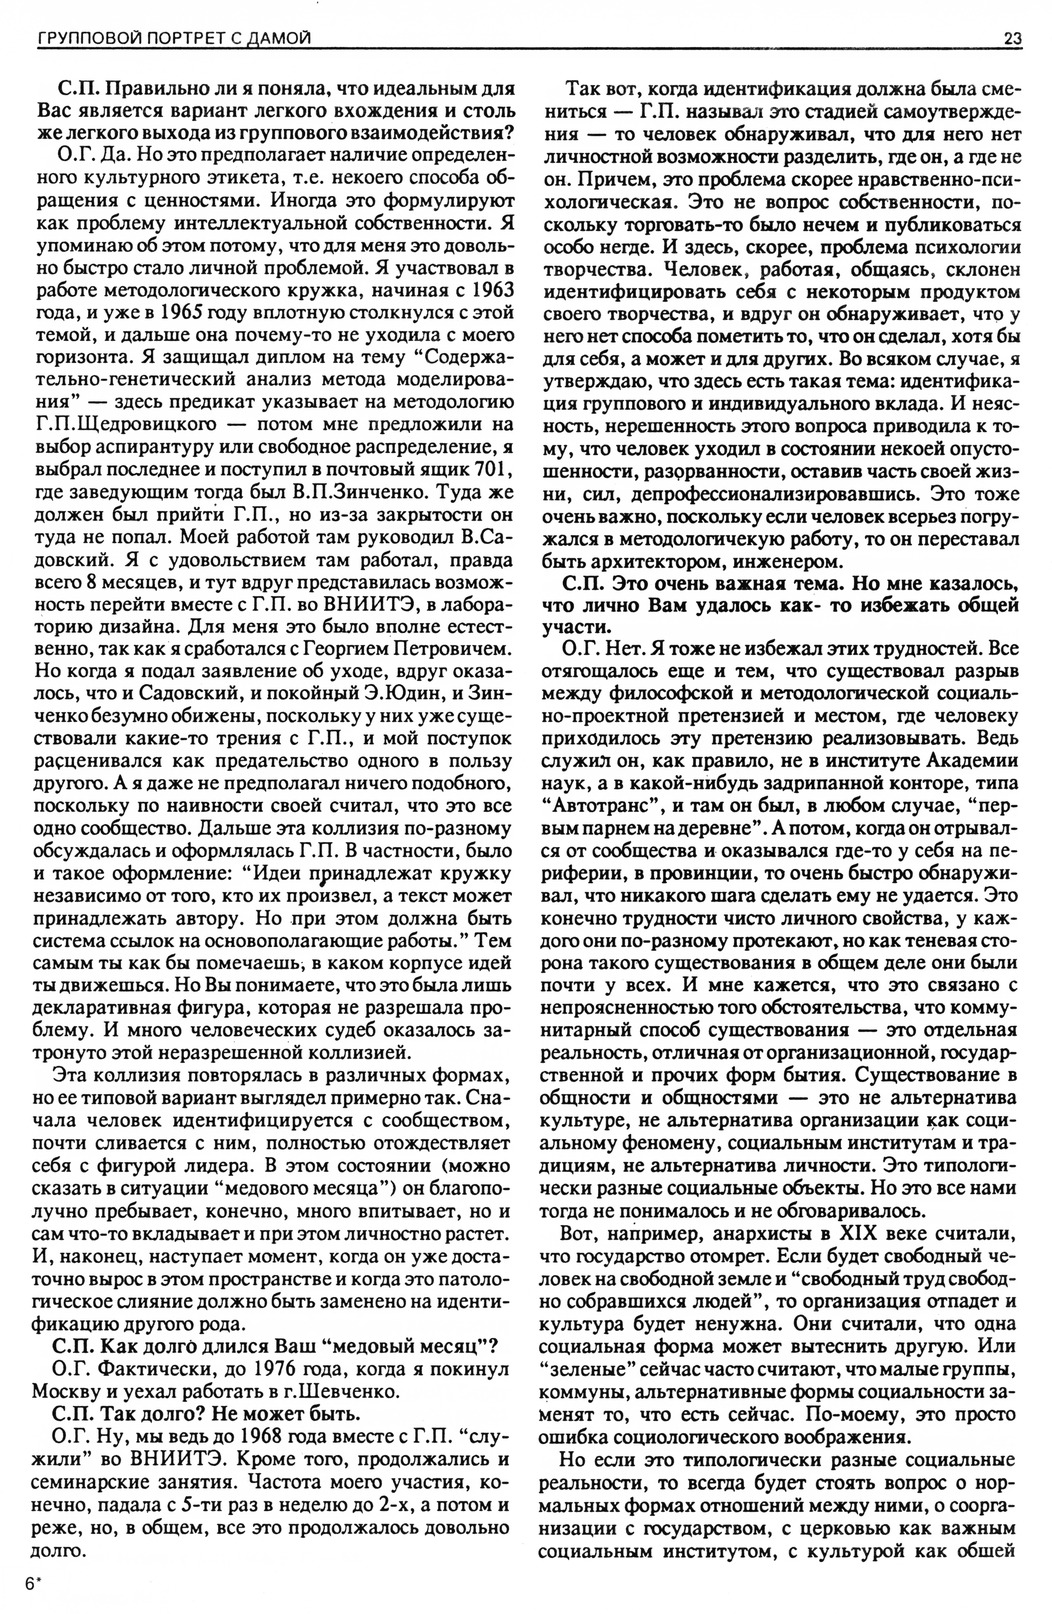 ГРУППОВОЙ ПОРТРЕТ С ДАМОЙ 23
С.П. Правильно ли я поняла, что идеальным для
Вас является вариант легкого вхождения и столь
же легкого выхода из группового взаимодействия?
О.Г. Да. Но это предполагает наличие определен-
ного культурного этикета, т.е. некоего способа об-
ращения с ценностями. Иногда это формулируют
как проблему интеллектуальной собственности. Я
упоминаю об этом потому, что для меня это доволь-
но быстро стало личной проблемой. Я участвовал в
работе методологического кружка, начиная с 1963
года, и уже в 1965 году вплотную столкнулся с этой
темой, и дальше она почему-то не уходила с моего
горизонта. Я защищал диплом на тему “Содержа-
тельно-генетический анализ метода моделирова-
ния” — здесь предикат указывает на методологию
Г.П.Щедровицкого — потом мне предложили на
выбор аспирантуру или свободное распределение, я
выбрал последнее и поступил в почтовый ящик 701,
где заведующим тогда был В.П.Зинченко. Туда же
должен был прийти Г.П., но из-за закрытости он
туда не попал. Моей работой там руководил В.Са-
довский. Я с удовольствием там работал, правда
всего 8 месяцев, и тут вдруг представилась возмож-
ность перейти вместе с Г.П. во ВНИИТЭ, в лабора-
торию дизайна. Для меня это было вполне естест-
венно, так как я сработался с Георгием Петровичем.
Но когда я подал заявление об уходе, вдруг оказа-
лось, что и Садовский, и покойный Э.Юдин, и Зин-
ченко безумно обижены, поскольку у них уже суще-
ствовали какие-то трения с Г.П., и мой поступок
расценивался как предательство одного в пользу
другого. А я даже не предполагал ничего подобного,
поскольку по наивности своей считал, что это все
одно сообщество. Дальше эта коллизия по-разному
обсуждалась и оформлялась Г.П. В частности, было
и такое оформление: “Идеи принадлежат кружку
независимо от того, кто их произвел, а текст может
принадлежать автору. Но при этом должна быть
система ссылок на основополагающие работы.” Тем
самым ты как бы помечаешь, в каком корпусе идей
ты движешься. Но Вы понимаете, что это была лишь
декларативная фигура, которая не разрешала про-
блему. И много человеческих судеб оказалось за-
тронуто этой неразрешенной коллизией.
Эта коллизия повторялась в различных формах,
но ее типовой вариант выглядел примерно так. Сна-
чала человек идентифицируется с сообществом,
почти сливается с ним, полностью отождествляет
себя с фигурой лидера. В этом состоянии (можно
сказать в ситуации “медового месяца”) он благопо-
лучно пребывает, конечно, много впитывает, но и
сам что-то вкладывает и при этом личностно растет.
И, наконец, наступает момент, когда он уже доста-
точно вырос в этом пространстве и когда это патоло-
гическое слияние должно быть заменено на иденти-
фикацию другого рода.
С.П. Как долго длился Ваш “медовый месяц”?
О.Г. Фактически, до 1976 года, когда я покинул
Москву и уехал работать в г.Шевченко.
С.П. Так долго? Не может быть.
О.Г. Ну, мы ведь до 1968 года вместе с Г.П. “слу-
жили” во ВНИИТЭ. Кроме того, продолжались и
семинарские занятия. Частота моего участия, ко-
нечно, падала с 5-ти раз в неделю до 2-х, а потом и
реже, но, в общем, все это продолжалось довольно
долго.
6*
Так вот, когда идентификация должна была сме-
ниться — Г.П. называл это стадией самоутвержде-
ния — то человек обнаруживал, что для него нет
личностной возможности разделить, где он, а где не
он. Причем, это проблема скорее нравственно-пси-
хологическая. Это не вопрос собственности, по-
скольку торговать-то было нечем и публиковаться
особо негде. И здесь, скорее, проблема психологии
творчества. Человек, работая, общаясь, склонен
идентифицировать себя с некоторым продуктом
своего творчества, и вдруг он обнаруживает, что у
него нет способа пометить то, что он сделал, хотя бы
для себя, а может и для других. Во всяком случае, я
утверждаю, что здесь есть такая тема: идентифика-
ция группового и индивидуального вклада. И неяс-
ность, нерешенность этого вопроса приводила к то-
му, что человек уходил в состоянии некоей опусто-
шенности, разорванности, оставив часть своей жиз-
ни, сил, депрофессионализировавшись. Это тоже
очень важно, поскольку если человек всерьез погру-
жался в методологичекую работу, то он переставал
быть архитектором, инженером.
С.П. Это очень важная тема. Но мне казалось,
что лично Вам удалось как- то избежать общей
участи.
О.Г. Нет. Я тоже не избежал этих трудностей. Все
отягощалось еще и тем, что существовал разрыв
между философской и методологической социаль-
но-проектной претензией и местом, где человеку
приходилось эту претензию реализовывать. Ведь
служил он, как правило, не в институте Академии
наук, а в какой-нибудь задрипанной конторе, типа
“Автотранс”, и там он был, в любом случае, “пер-
вым парнем на деревне”. А потом, когда он отрывал-
ся от сообщества и оказывался где-то у себя на пе-
риферии, в провинции, то очень быстро обнаружи-
вал, что никакого шага сделать ему не удается. Это
конечно трудности чисто личного свойства, у каж-
дого они по-разному протекают, но как теневая сто-
рона такого существования в общем деле они были
почти у всех. И мне кажется, что это связано с
непроясненностью того обстоятельства, что комму-
нитарный способ существования — это отдельная
реальность, отличная от организационной, государ-
ственной и прочих форм бытия. Существование в
общности и общностями — это не альтернатива
культуре, не альтернатива организации как соци-
альному феномену, социальным институтам и тра-
дициям, не альтернатива личности. Это типологи-
чески разные социальные объекты. Но это все нами
тогда не понималось и не обговаривалось.
Вот, например, анархисты в XIX веке считали,
что государство отомрет. Если будет свободный че-
ловек на свободной земле и “свободный труд свобод-
но собравшихся людей”, то организация отпадет и
культура будет ненужна. Они считали, что одна
социальная форма может вытеснить другую. Или
“зеленые” сейчас часто считают, что малые группы,
коммуны, альтернативные формы социальности за-
менят то, что есть сейчас. По-моему, это просто
ошибка социологического воображения.
Но если это типологически разные социальные
реальности, то всегда будет стоять вопрос о нор-
мальных формах отношений между ними, о соорга-
низации с государством, с церковью как важным
социальным институтом, с культурой как общей